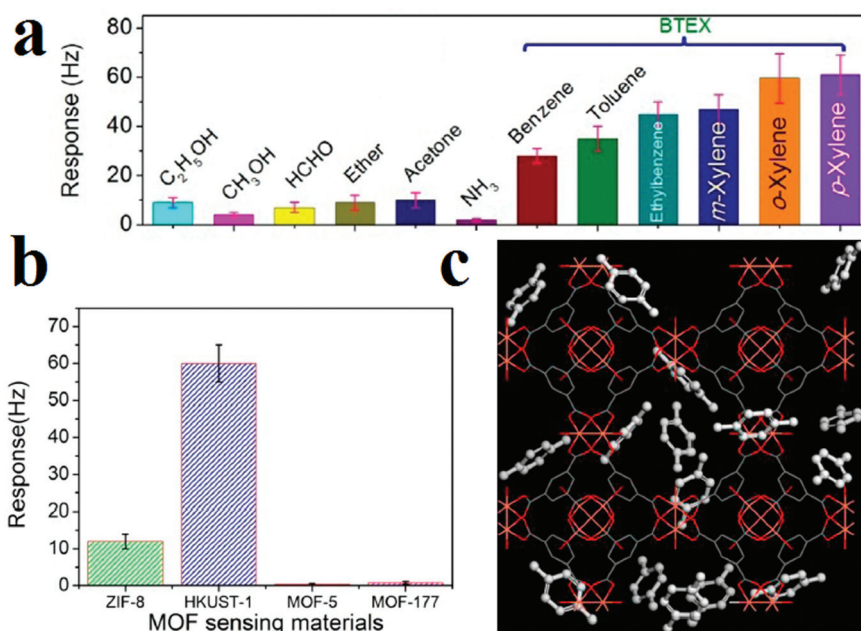 a
Response (Hz)
80
60
40
20
0
C₂H₅OH
CH₃OH
HCHO
Ether
Acetone
NH₃
Benzene
Toluene
Ethylbenzene
m-Xylene
o-Xylene
p-Xylene
BTEX
b
Response(Hz)
70
60
50
40
30
20
10
0
ZIF-8 HKUST-1 MOF-5 MOF-177
MOF sensing materials
c